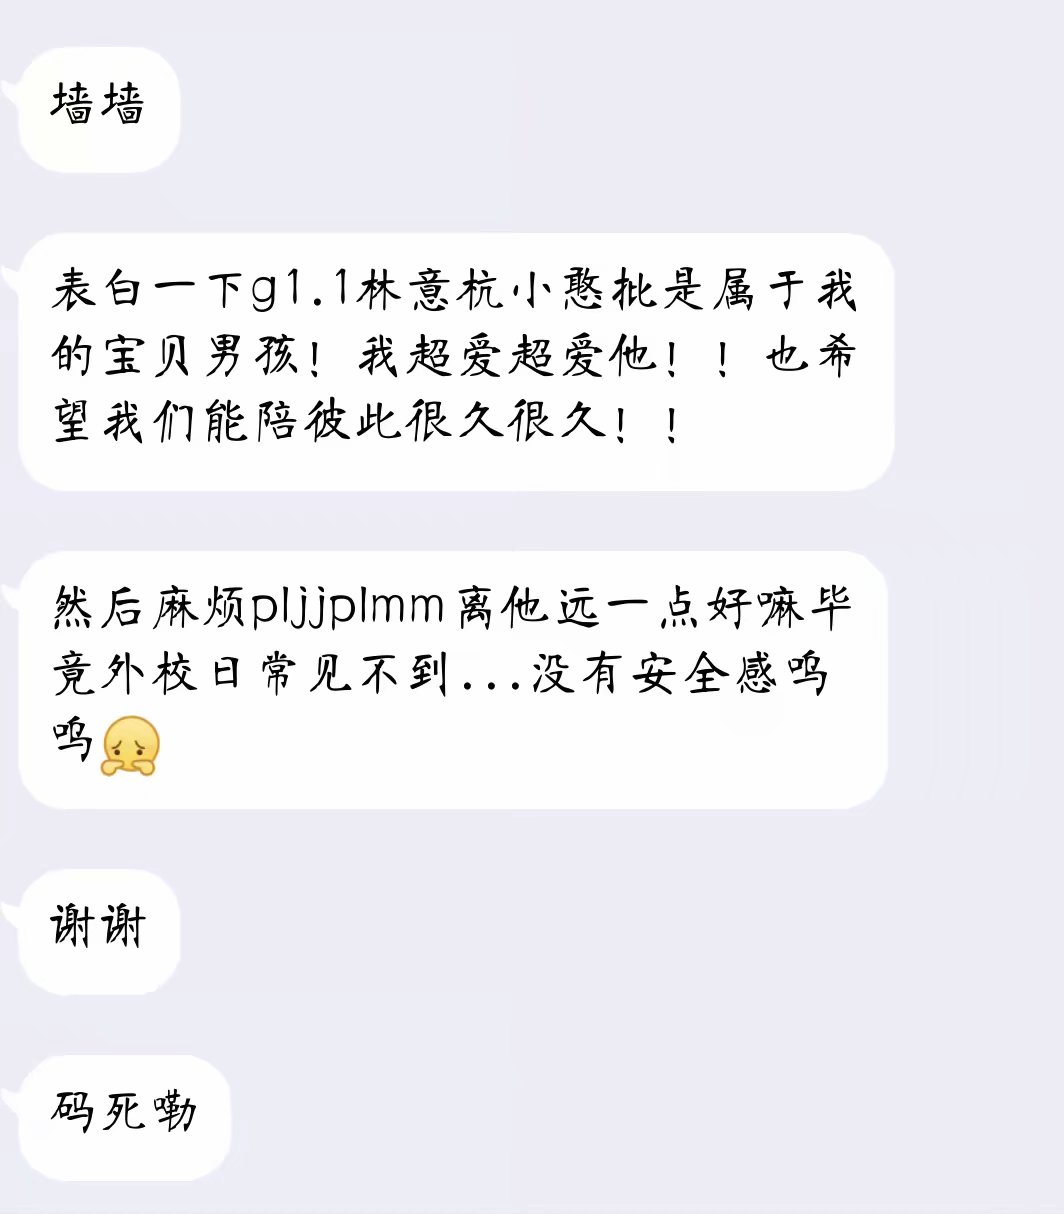 墙墙
表白一下g1.1林意杭小憨批是属于我
的宝贝男孩！我超爱超爱他！！也希
望我们能陪彼此很久很久！！
然后麻烦pljjplmm离他远一点好嘛毕
竟外校日常见不到...没有安全感呜
呜
谢谢
码死嘞